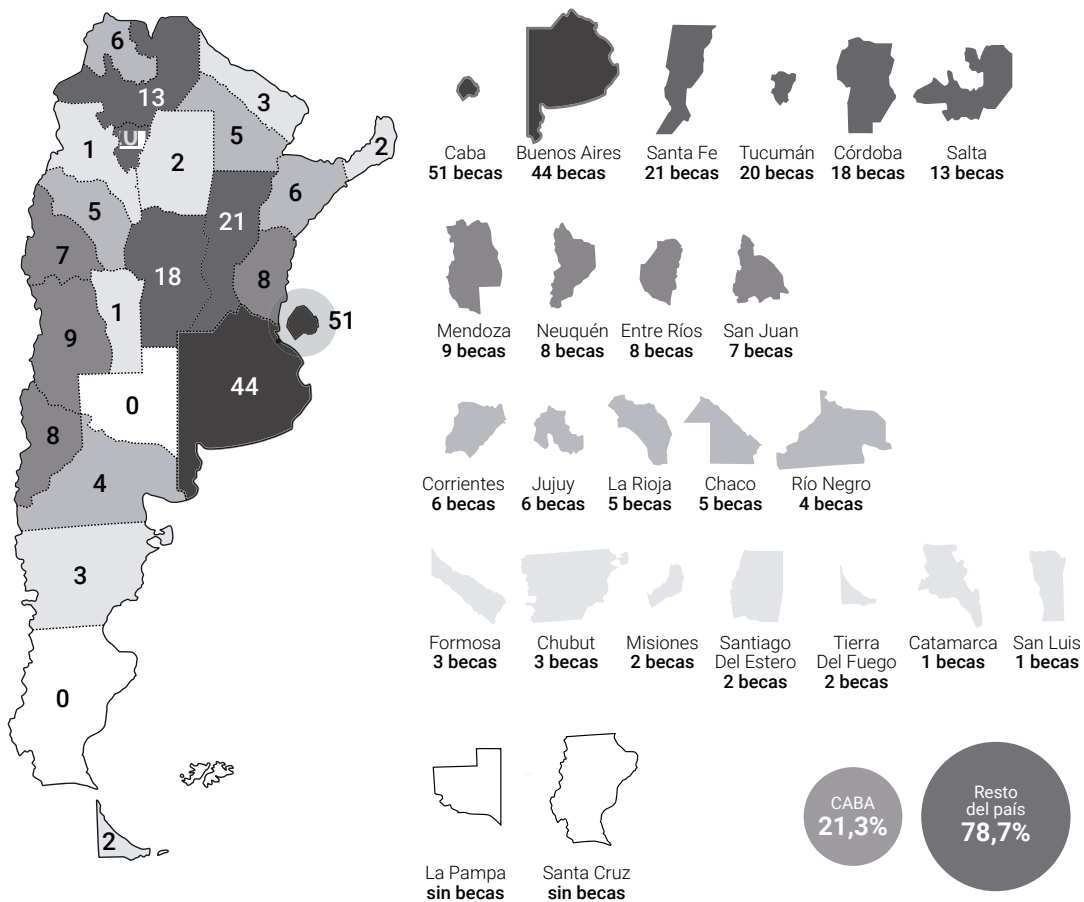 6
13
3
U
1
2
5
2
5
6
21
7
18
8
1
51
9
44
0
8
4
3
0
2
Caba
51 becas
Buenos Aires
44 becas
Santa Fe
21 becas
Tucumán
20 becas
Córdoba
18 becas
Salta
13 becas
Mendoza
9 becas
Neuquén
8 becas
Entre Ríos
8 becas
San Juan
7 becas
Corrientes
6 becas
Jujuy
6 becas
La Rioja
5 becas
Chaco
5 becas
Río Negro
4 becas
Formosa
3 becas
Chubut
3 becas
Misiones
2 becas
Santiago
Del Estero
2 becas
Tierra
Del Fuego
2 becas
Catamarca
1 becas
San Luis
1 becas
La Pampa
sin becas
Santa Cruz
sin becas
CABA
21,3%
Resto
del país
78,7%